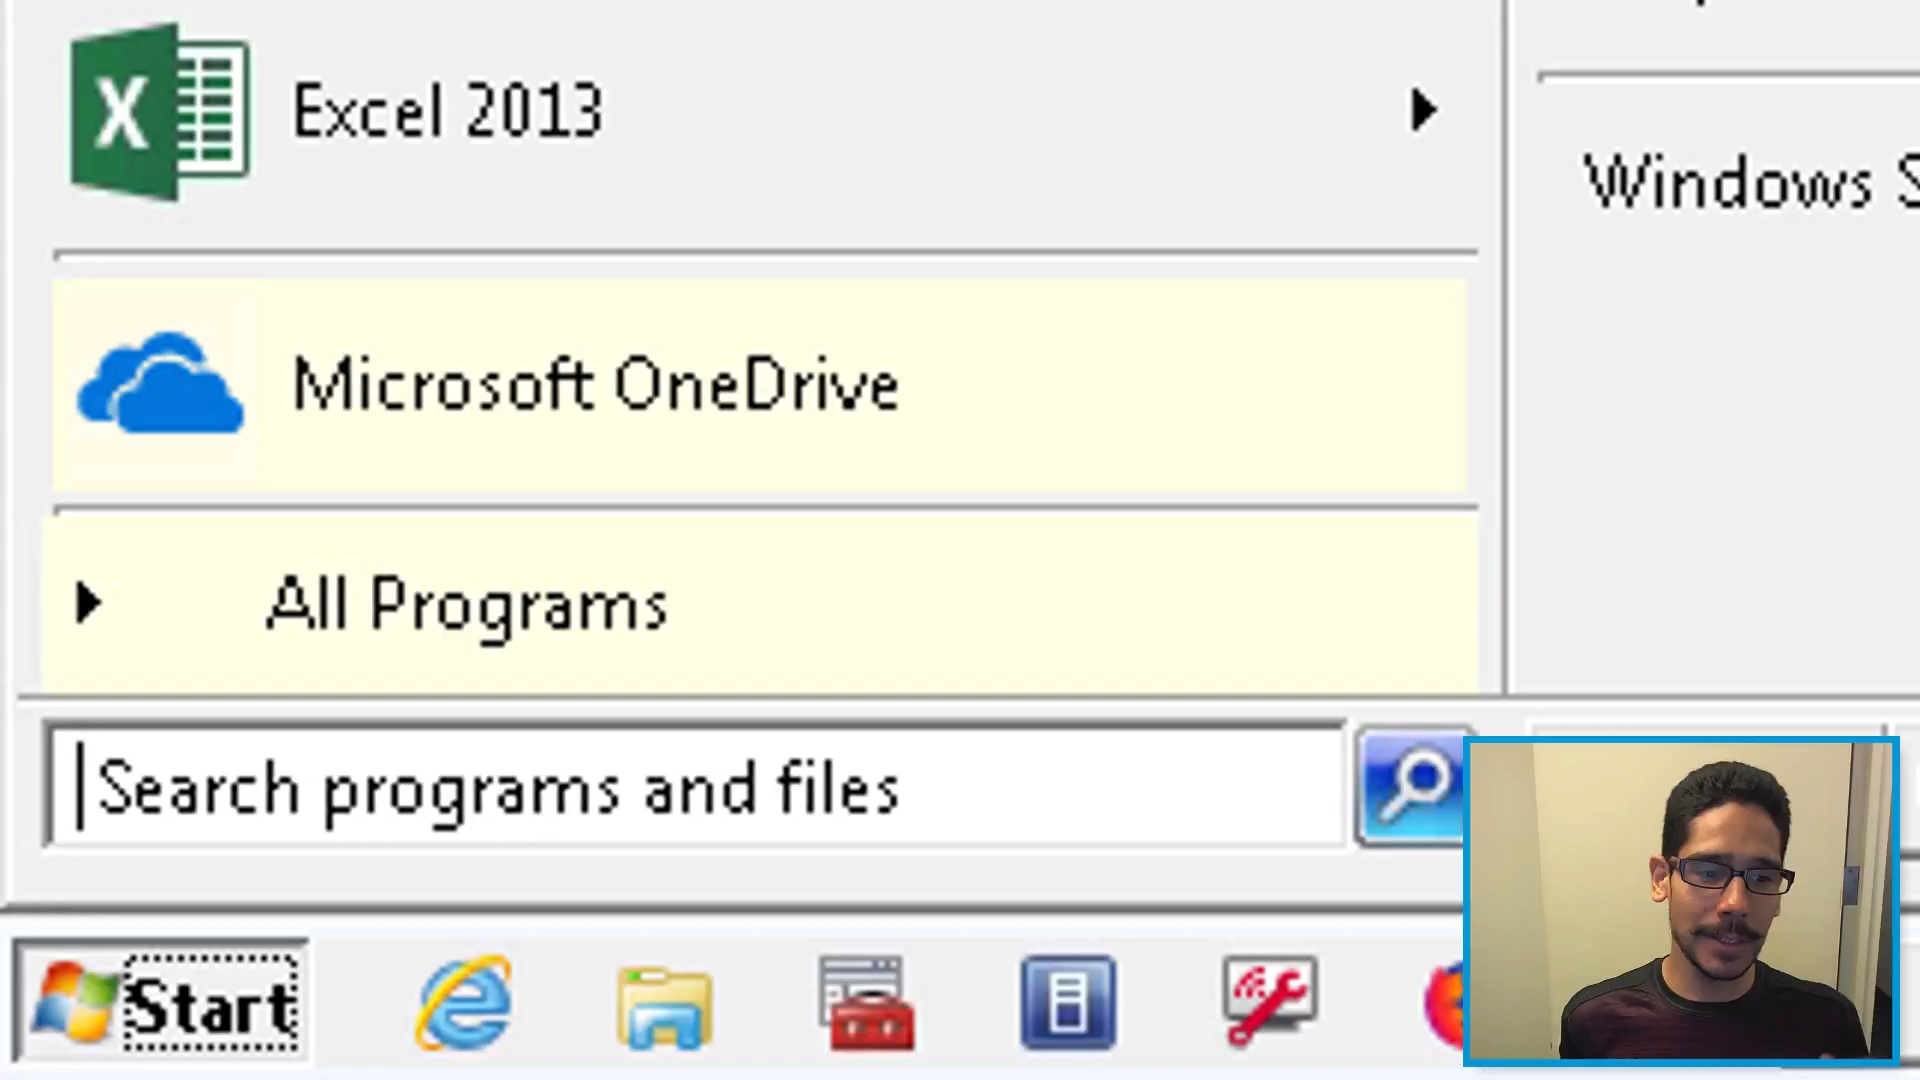 Excel 2013
Windows S
Microsoft OneDrive
All Programs
Search programs and files
Start